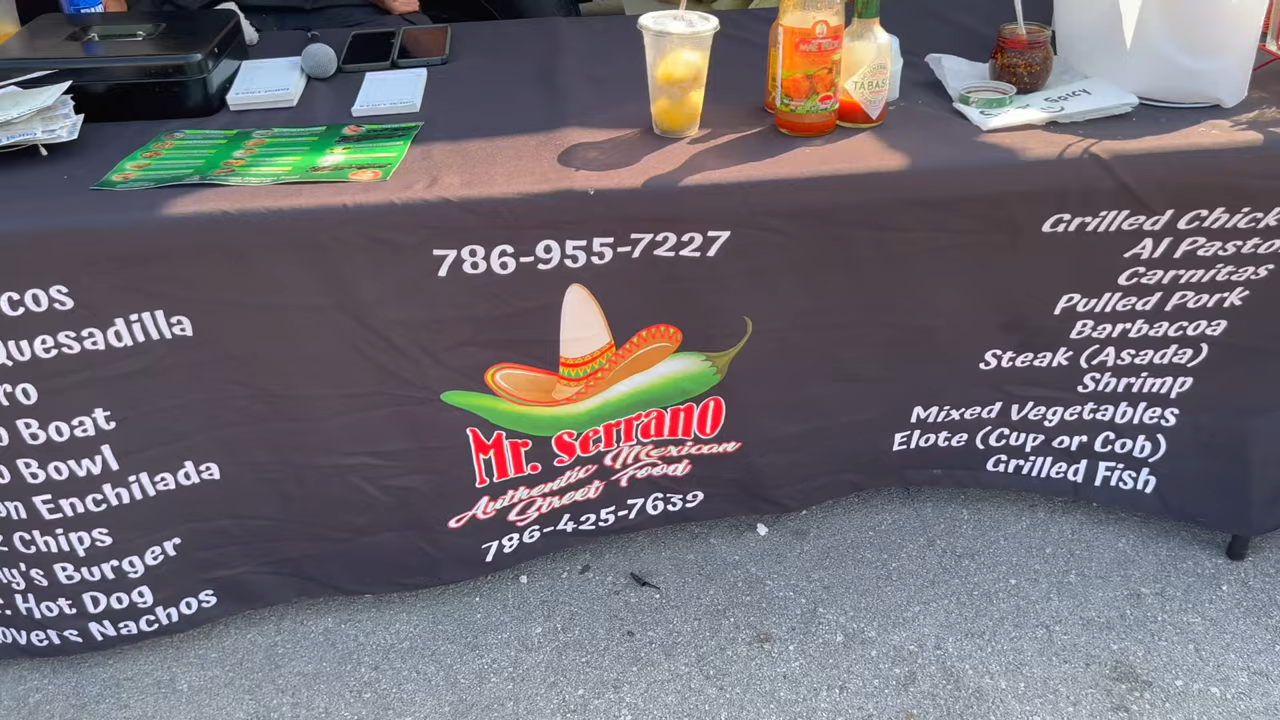 TABAS
SPICY
786-955-7227
Mr. Serrano
Authentic Mexican
Street Food
786-425-7639
cos
Quesadilla
ro
Boat
Bowl
Enchilada
Chips
y's Burger
Hot Dog
overs Nachos
Grilled Chick
Al Pasto
Carnitas
Pulled Pork
Barbacoa
Steak (Asada)
Shrimp
Mixed Vegetables
Elote (Cup or Cob)
Grilled Fish